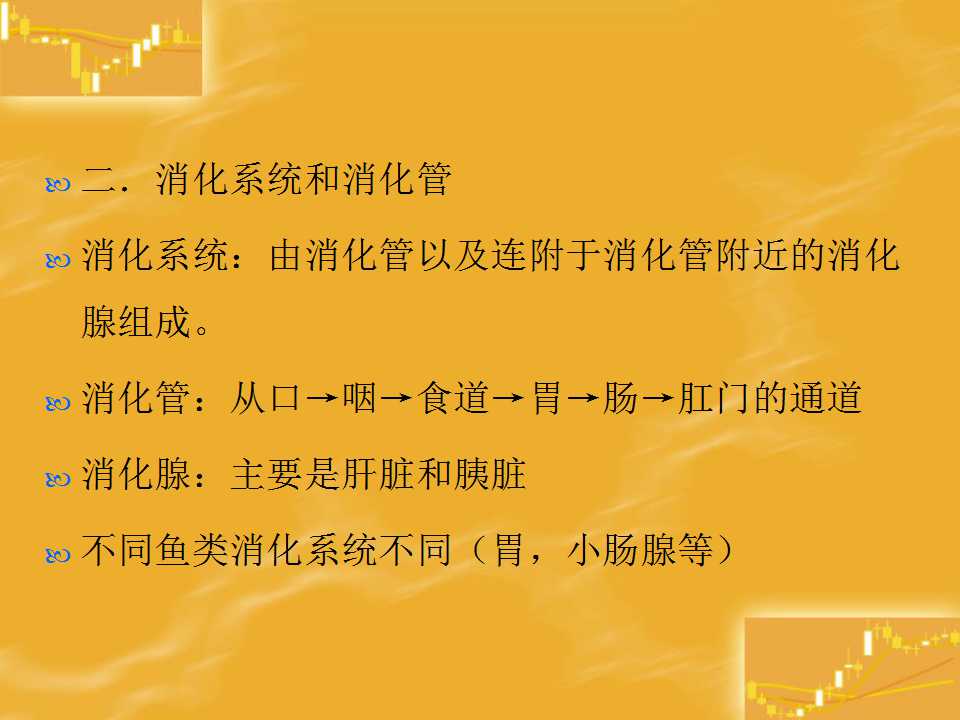 二．消化系统和消化管
消化系统：由消化管以及连附于消化管附近的消化
腺组成。
消化管：从口→咽→食道→胃→肠→肛门的通道
消化腺：主要是肝脏和胰脏
不同鱼类消化系统不同（胃，小肠腺等）